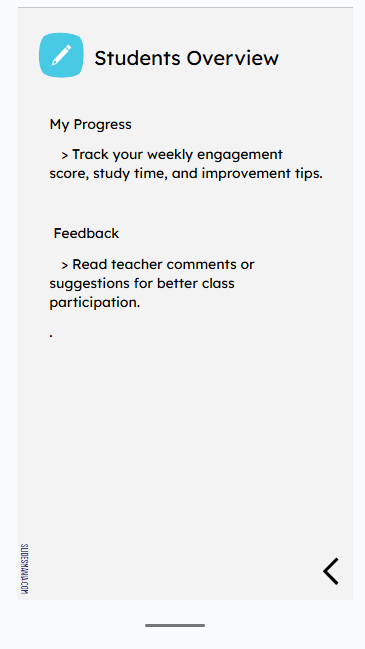 Students Overview
My Progress
> Track your weekly engagement
score, study time, and improvement tips.
Feedback
> Read teacher comments or
suggestions for better class
participation.
.
SLIDESMANIA.COM